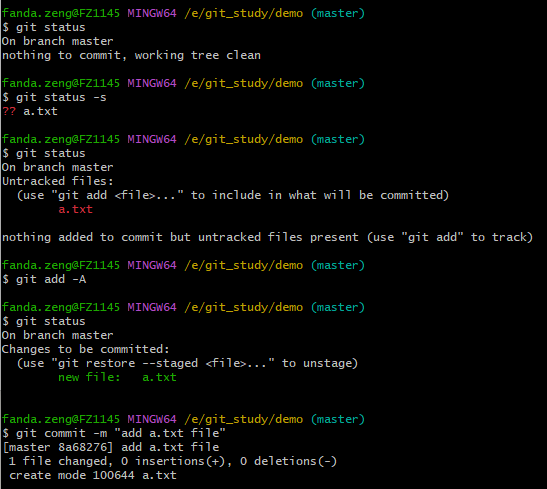 fanda.zeng@FZ1145 MINGW64 /e/git_study/demo (master)
$ git status
On branch master
nothing to commit, working tree clean
fanda.zeng@FZ1145 MINGW64 /e/git_study/demo (master)
$ git status -s
?? a.txt
fanda.zeng@FZ1145 MINGW64 /e/git_study/demo (master)
$ git status
On branch master
Untracked files:
  (use "git add <file>..." to include in what will be committed)
        a.txt
nothing added to commit but untracked files present (use "git add" to track)
fanda.zeng@FZ1145 MINGW64 /e/git_study/demo (master)
$ git add -A
fanda.zeng@FZ1145 MINGW64 /e/git_study/demo (master)
$ git status
On branch master
Changes to be committed:
  (use "git restore --staged <file>..." to unstage)
        new file:   a.txt
fanda.zeng@FZ1145 MINGW64 /e/git_study/demo (master)
$ git commit -m "add a.txt file"
[master 8a68276] add a.txt file
 1 file changed, 0 insertions(+), 0 deletions(-)
 create mode 100644 a.txt